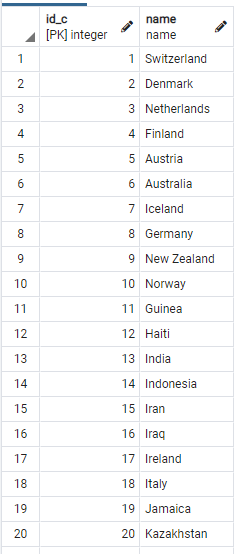 id_c name
[PK] integer name
1 1 Switzerland
2 2 Denmark
3 3 Netherlands
4 4 Finland
5 5 Austria
6 6 Australia
7 7 Iceland
8 8 Germany
9 9 New Zealand
10 10 Norway
11 11 Guinea
12 12 Haiti
13 13 India
14 14 Indonesia
15 15 Iran
16 16 Iraq
17 17 Ireland
18 18 Italy
19 19 Jamaica
20 20 Kazakhstan